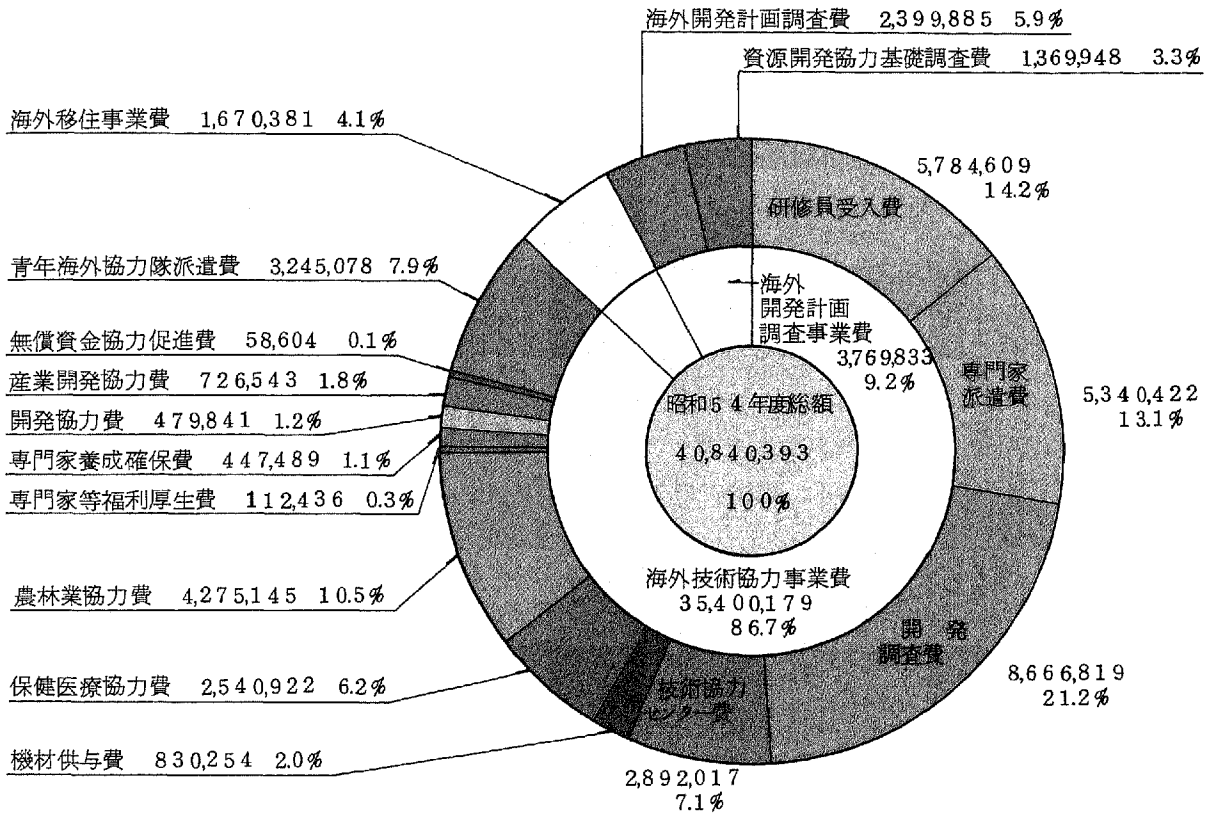 海外開発計画調査費 2,399,885 5.9%
資源開発協力基礎調査費 1,369,948 3.3%
海外移住事業費 1,670,381 4.1%
5,784,609
14.2%
研修員受入費
青年海外協力隊派遣費 3,245,078 7.9%
海外
開発計画
調査事業費
3,769,833
9.2%
無償資金協力促進費 58,604 0.1%
産業開発協力費 726,543 1.8%
開発協力費 479,841 1.2%
専門家養成確保費 447,489 1.1%
専門家等福利厚生費 112,436 0.3%
専門家
派遣費
5,340,422
13.1%
昭和54年度総額
40,840,393
100%
海外技術協力事業費
35,400,179
86.7%
農林業協力費 4,275,145 10.5%
開発
調査費
8,666,819
21.2%
保健医療協力費 2,540,922 6.2%
技術協力
センター費
機材供与費 830,254 2.0%
2,892,017
7.1%